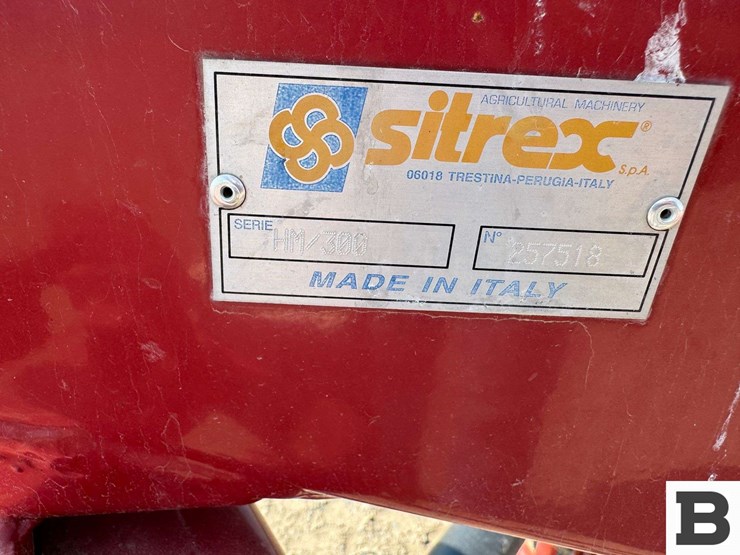 AGRICULTURAL MACHINERY
sitrex® S.p.A.
06018 TRESTINA-PERUGIA-ITALY
SERIE HM/300
N° 257518
MADE IN ITALY
B